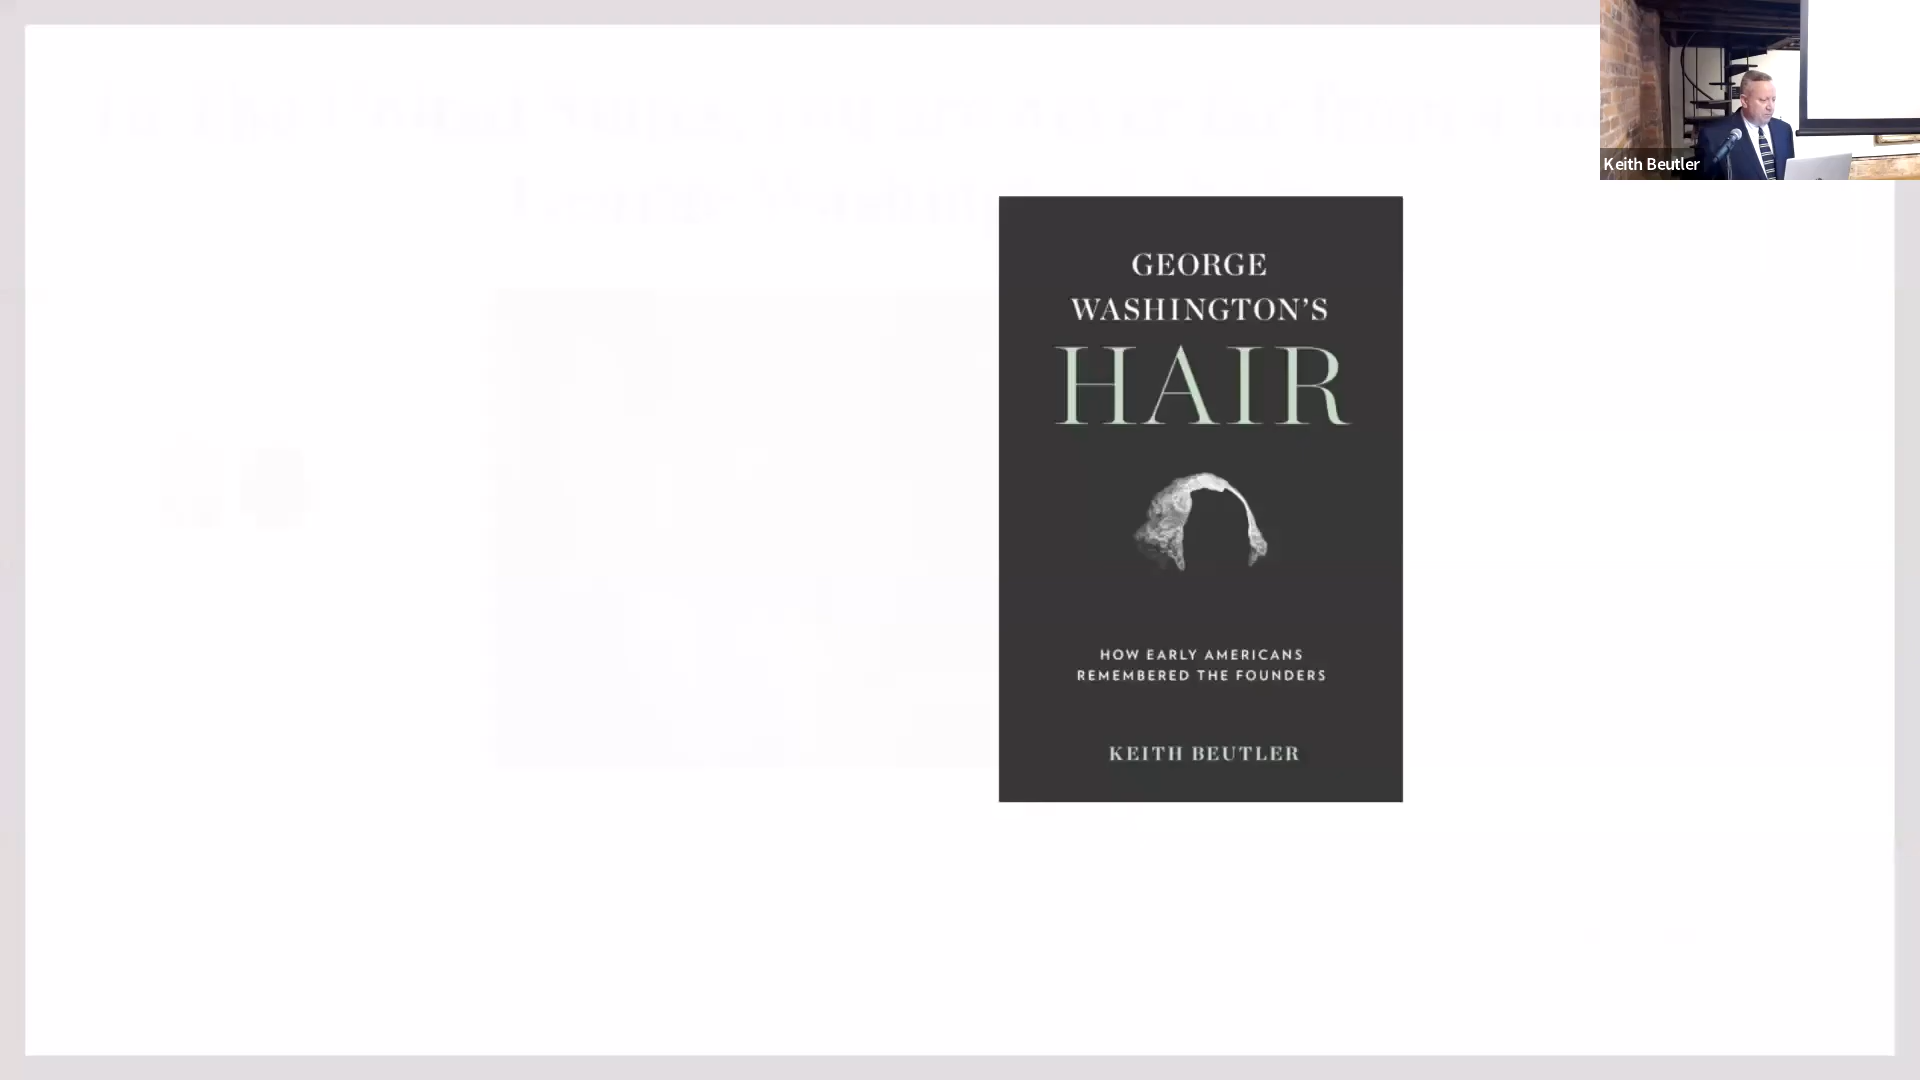 GEORGE
WASHINGTON'S
HAIR
HOW EARLY AMERICANS
REMEMBERED THE FOUNDERS
KEITH BEUTLER
Keith Beutler